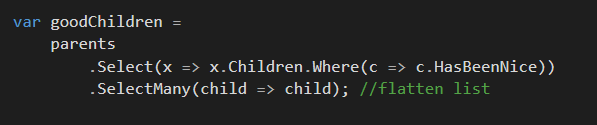 var goodChildren =
    parents
        .Select(x => x.Children.Where(c => c.HasBeenNice))
        .SelectMany(child => child); //flatten list